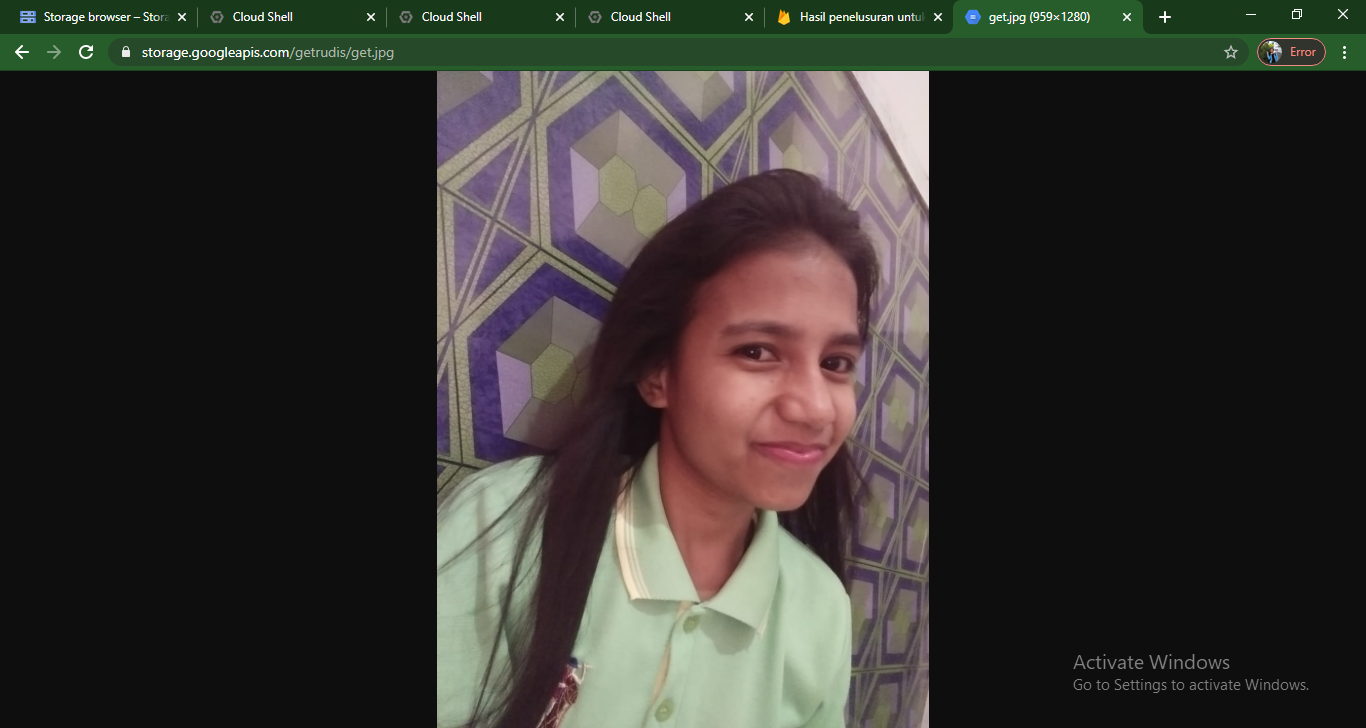 Storage browser – Stora
Cloud Shell
Cloud Shell
Cloud Shell
Hasil penelusuran untu
get.jpg (959×1280)
storage.googleapis.com/getrudis/get.jpg
Error
Activate Windows
Go to Settings to activate Windows.